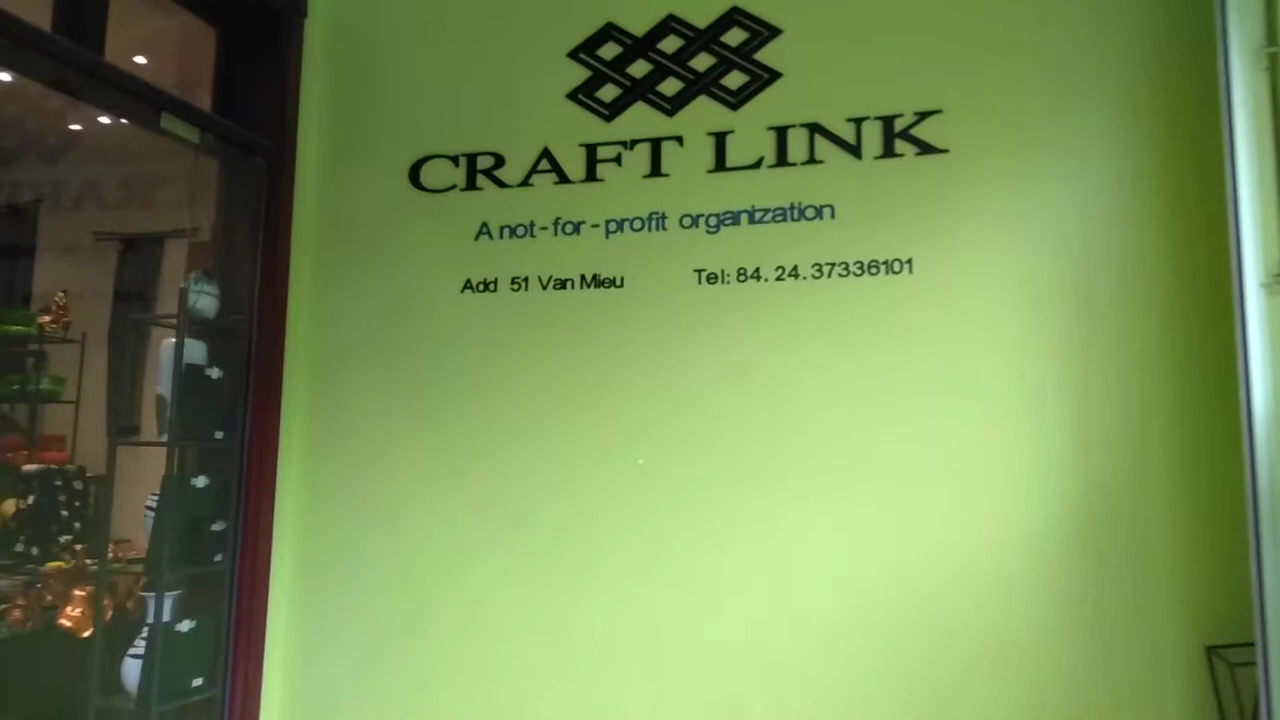 CRAFT LINK
A not-for-profit organization
Add 51 Van Mieu Tel: 84. 24. 37336101